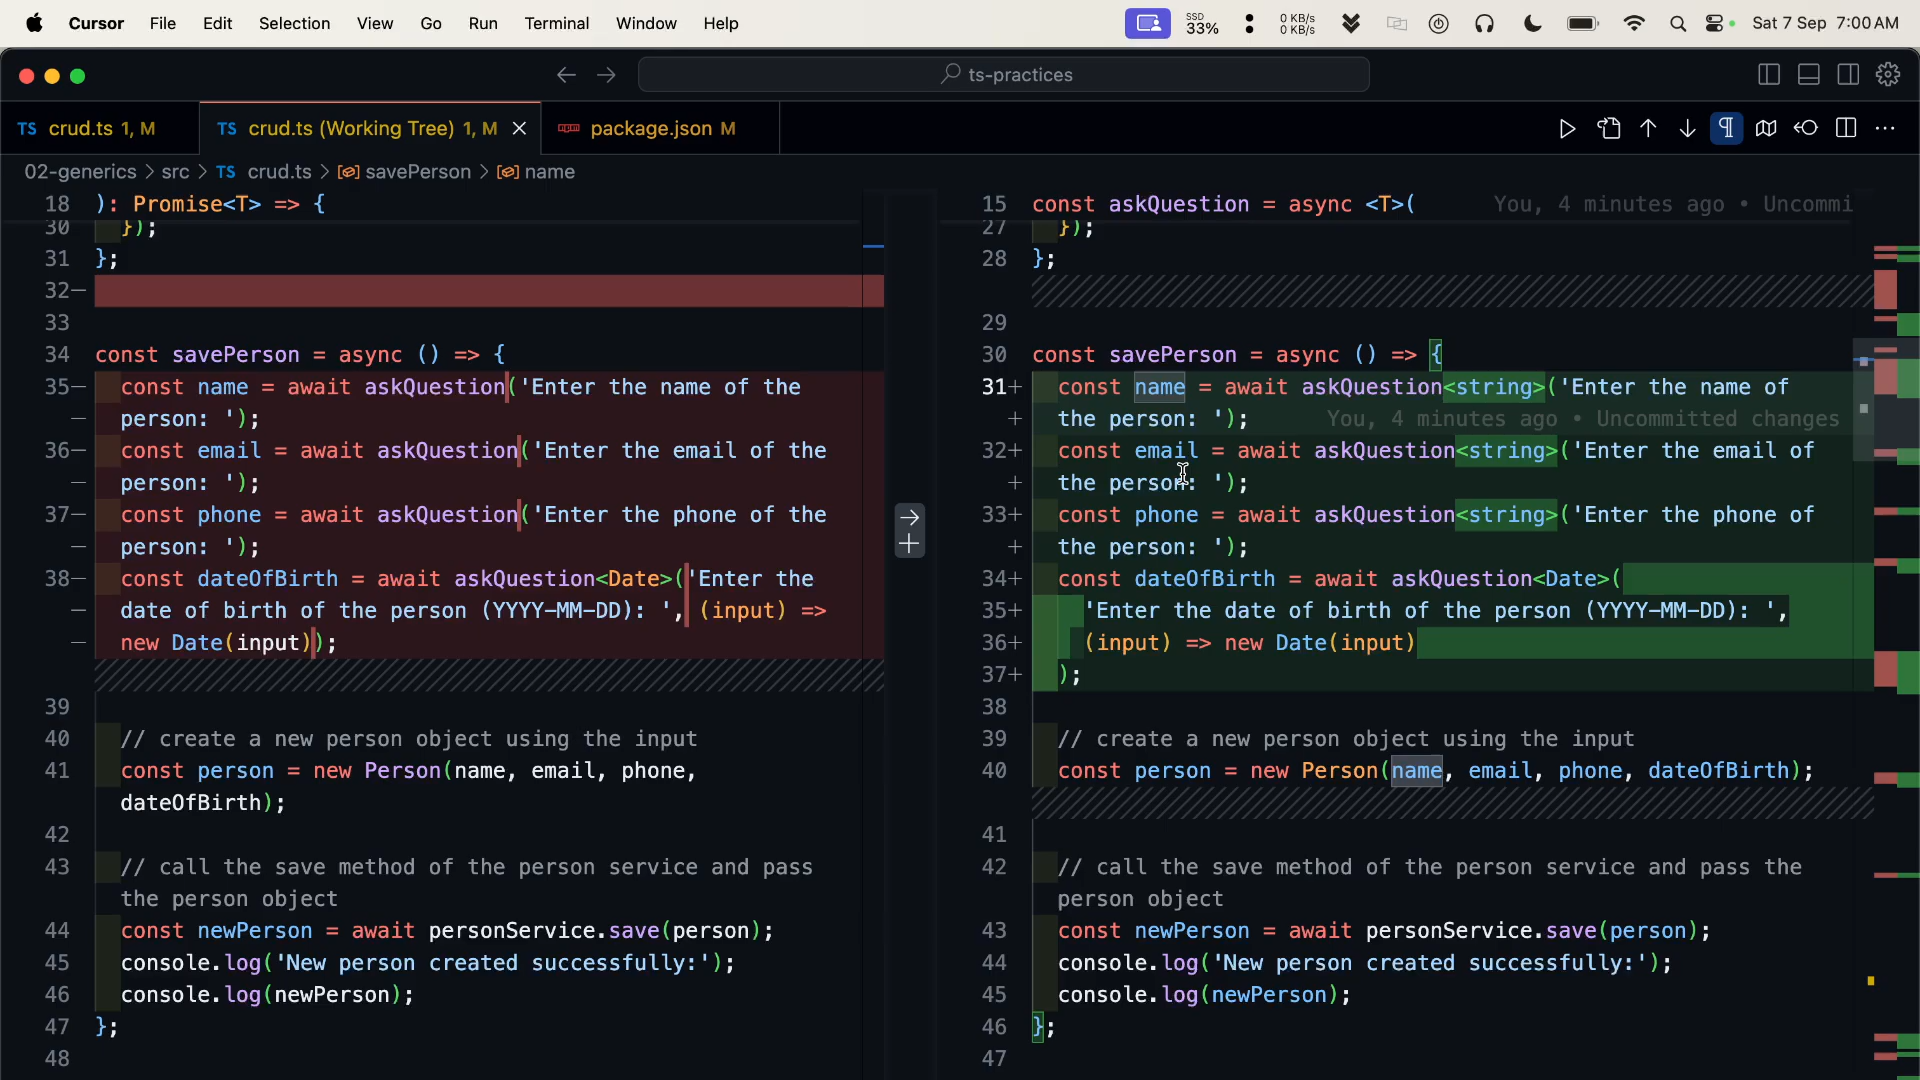 Cursor File Edit Selection View Go Run Terminal Window Help SSD 33% 0 KB/s 0 KB/s Sat 7 Sep 7:00 AM
ts-practices
TS crud.ts 1, M TS crud.ts (Working Tree) 1, M package.json M
02-generics > src > TS crud.ts > savePerson > name
18 ): Promise<T> => {
30 });
31 };
32−
33
34 const savePerson = async () => {
35− const name = await askQuestion('Enter the name of the
− person: ');
36− const email = await askQuestion('Enter the email of the
− person: ');
37− const phone = await askQuestion('Enter the phone of the
− person: ');
38− const dateOfBirth = await askQuestion<Date>('Enter the
− date of birth of the person (YYYY-MM-DD): ', (input) =>
− new Date(input));
39
40 // create a new person object using the input
41 const person = new Person(name, email, phone,
dateOfBirth);
42
43 // call the save method of the person service and pass
the person object
44 const newPerson = await personService.save(person);
45 console.log('New person created successfully:');
46 console.log(newPerson);
47 };
48
15 const askQuestion = async <T>( You, 4 minutes ago • Uncommi
27 });
28 };
29
30 const savePerson = async () => {
31+ const name = await askQuestion<string>('Enter the name of
+ the person: '); You, 4 minutes ago • Uncommitted changes
32+ const email = await askQuestion<string>('Enter the email of
+ the person: ');
33+ const phone = await askQuestion<string>('Enter the phone of
+ the person: ');
34+ const dateOfBirth = await askQuestion<Date>(
35+ 'Enter the date of birth of the person (YYYY-MM-DD): ',
36+ (input) => new Date(input)
37+ );
38
39 // create a new person object using the input
40 const person = new Person(name, email, phone, dateOfBirth);
41
42 // call the save method of the person service and pass the
person object
43 const newPerson = await personService.save(person);
44 console.log('New person created successfully:');
45 console.log(newPerson);
46 };
47